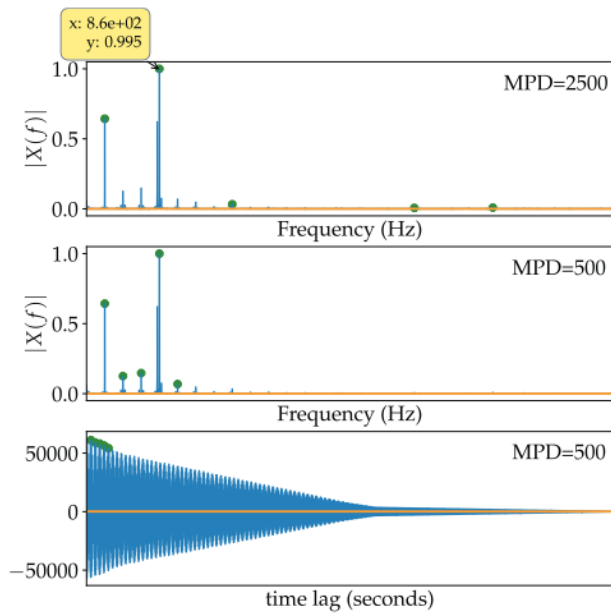 x: 8.6e+02
y: 0.995
1.0
MPD=2500
|X(f)|
0.5
0.0
Frequency (Hz)
1.0
MPD=500
|X(f)|
0.5
0.0
Frequency (Hz)
50000
MPD=500
0
−50000
time lag (seconds)